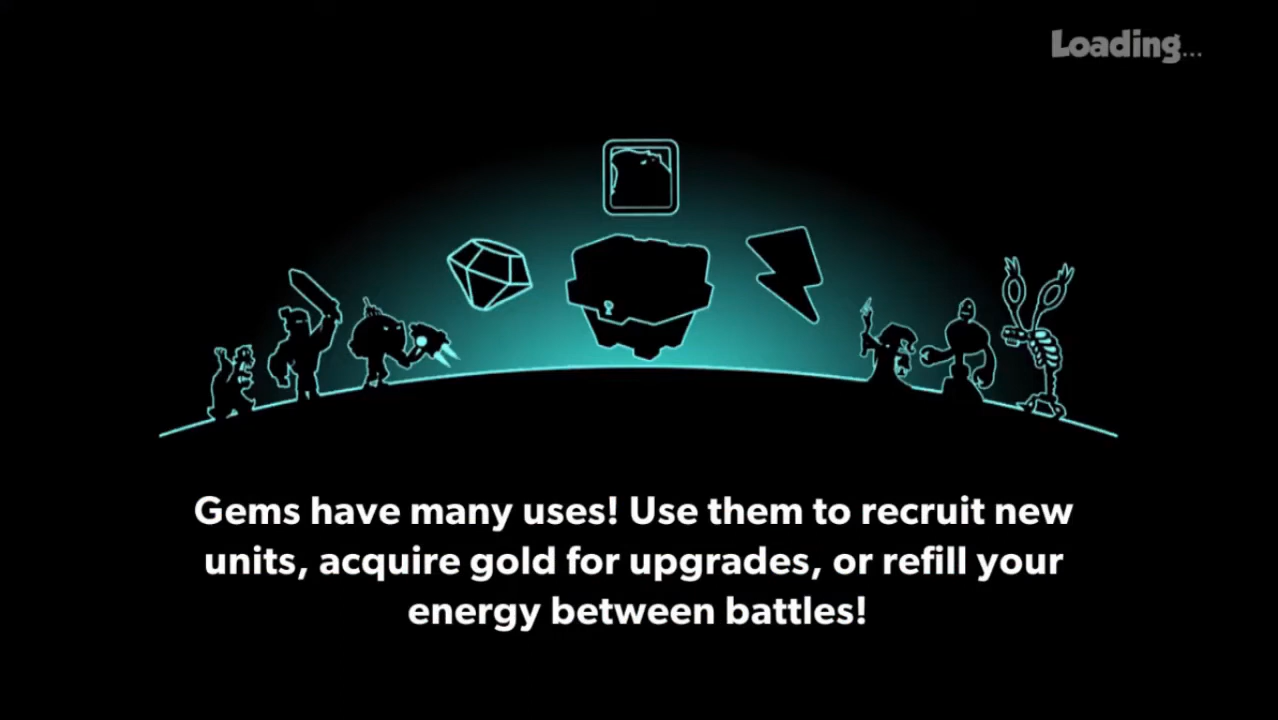 Loading...
Gems have many uses! Use them to recruit new
units, acquire gold for upgrades, or refill your
energy between battles!